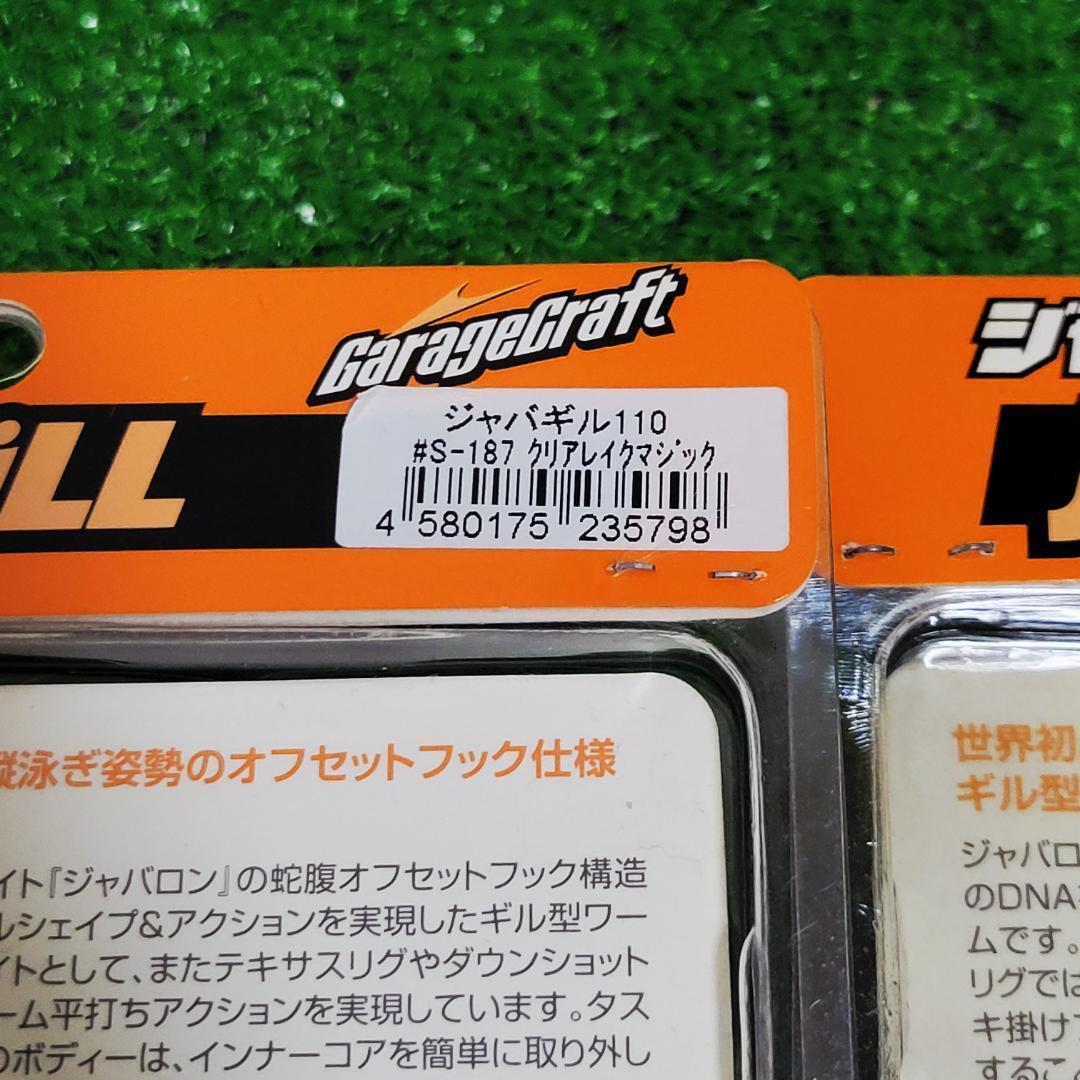 GarageCraft
iLL
ジャバギル110
#S-187 クリアレイクマジック
4 580175 235798
縦泳ぎ姿勢のオフセットフック仕様
イト『ジャバロン』の蛇腹オフセットフック構造
ルシェイプ&アクションを実現したギル型ワー
イトとして、またテキサスリグやダウンショット
ーム平打ちアクションを実現しています。タス
のボディーは、インナーコアを簡単に取り外し
ジャ
世界初
ギル型
ジャバロ
のDNA
ムです。
リグでは
キ掛け
するこ